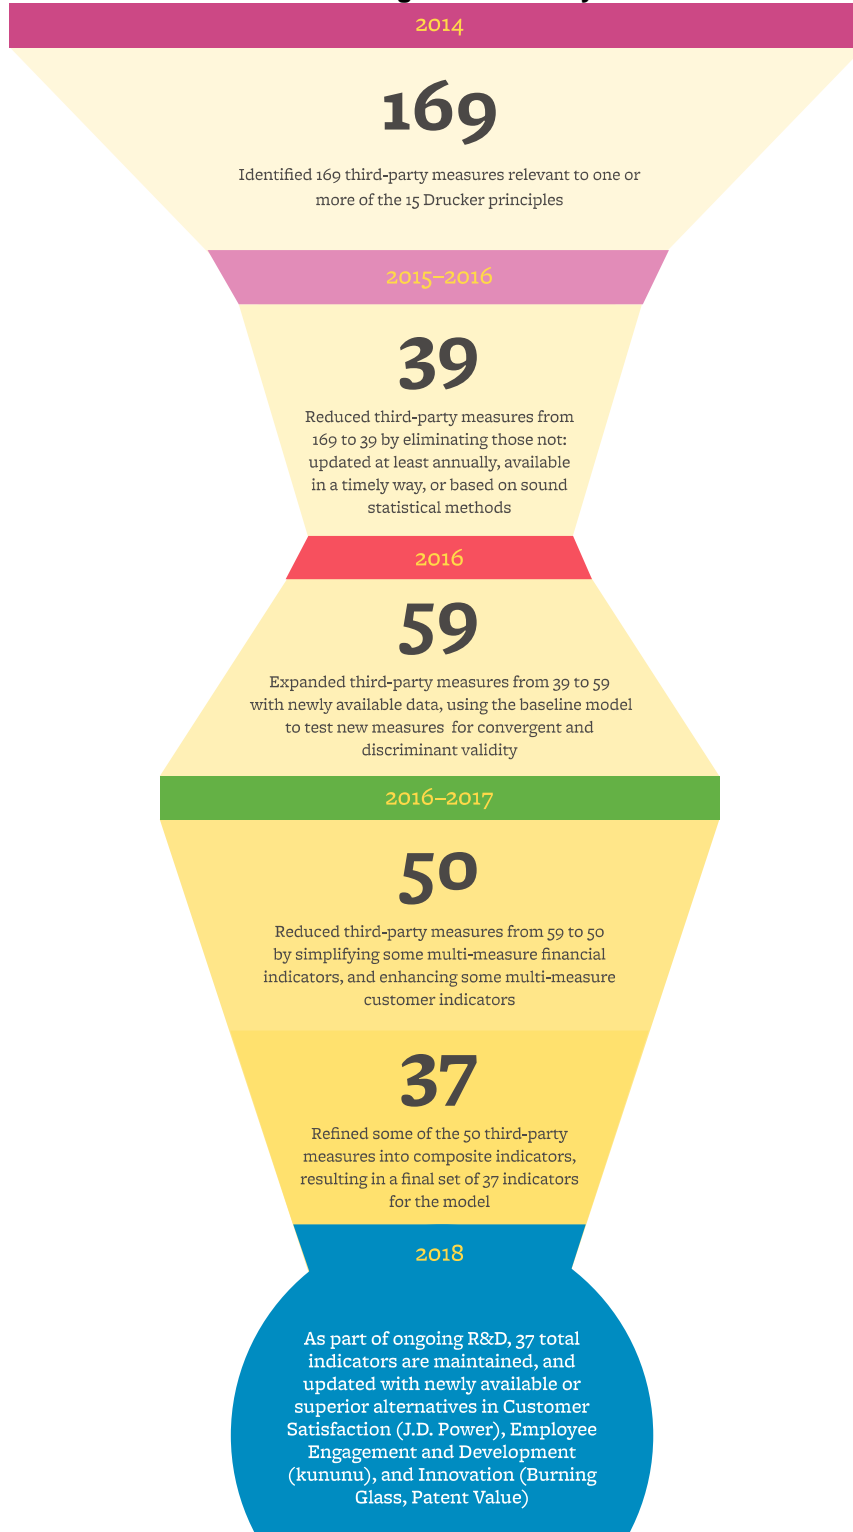 2014
169
Identified 169 third-party measures relevant to one or
more of the 15 Drucker principles
2015–2016
39
Reduced third-party measures from
169 to 39 by eliminating those not:
updated at least annually, available
in a timely way, or based on sound
statistical methods
2016
59
Expanded third-party measures from 39 to 59
with newly available data, using the baseline model
to test new measures for convergent and
discriminant validity
2016–2017
50
Reduced third-party measures from 59 to 50
by simplifying some multi-measure financial
indicators, and enhancing some multi-measure
customer indicators
37
Refined some of the 50 third-party
measures into composite indicators,
resulting in a final set of 37 indicators
for the model
2018
As part of ongoing R&D, 37 total
indicators are maintained, and
updated with newly available or
superior alternatives in Customer
Satisfaction (J.D. Power), Employee
Engagement and Development
(kununu), and Innovation (Burning
Glass, Patent Value)